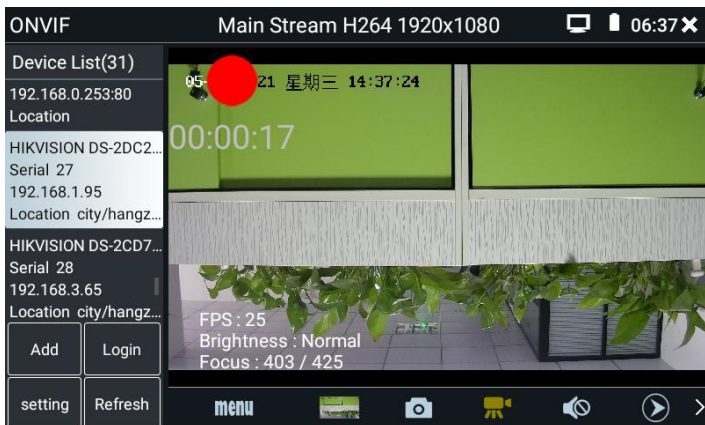 ONVIF
Main Stream H264 1920x1080
06:37
Device List(31)
192.168.0.253:80
Location
HIKVISION DS-2DC2...
Serial 27
192.168.1.95
Location city/hangz...
HIKVISION DS-2CD7...
Serial 28
192.168.3.65
Location city/hangz...
Add
Login
setting
Refresh
05-
21 星期三 14:37:24
00:00:17
FPS : 25
Brightness : Normal
Focus : 403 / 425
menu